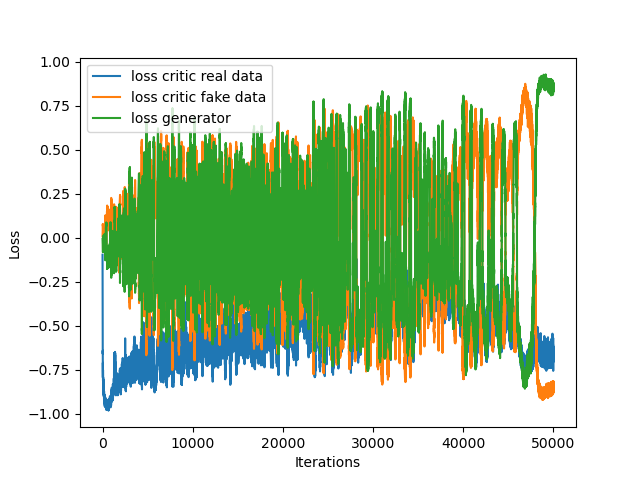 1.00
0.75
0.50
0.25
0.00
−0.25
−0.50
−0.75
−1.00
Loss
loss critic real data
loss critic fake data
loss generator
0 10000 20000 30000 40000 50000
Iterations